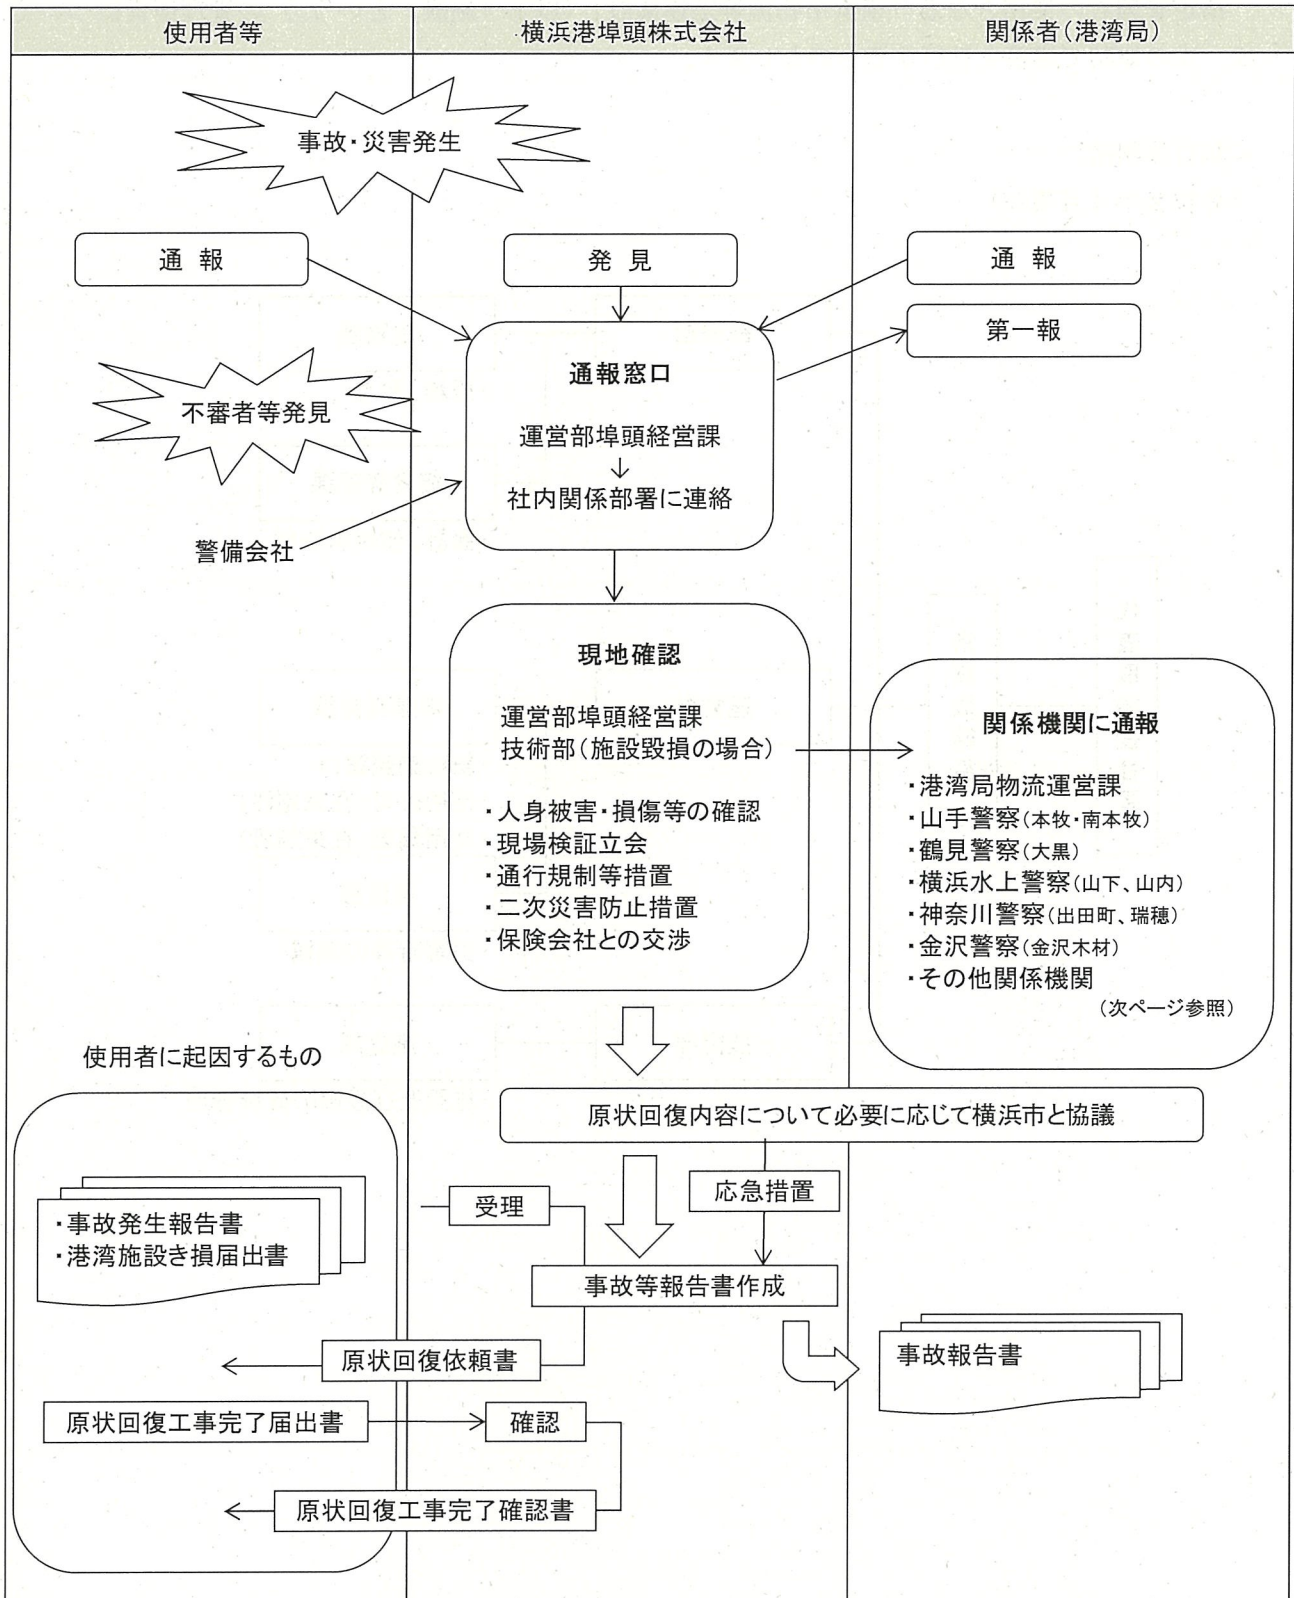 使用者等
横浜港埠頭株式会社
関係者(港湾局)
事故・災害発生
通 報
発 見
通 報
第一報
通報窓口
運営部埠頭経営課
↓
社内関係部署に連絡
不審者等発見
警備会社
現地確認
運営部埠頭経営課
技術部(施設毀損の場合)
・人身被害・損傷等の確認
・現場検証立会
・通行規制等措置
・二次災害防止措置
・保険会社との交渉
関係機関に通報
・港湾局物流運営課
・山手警察(本牧・南本牧)
・鶴見警察(大黒)
・横浜水上警察(山下、山内)
・神奈川警察(出田町、瑞穂)
・金沢警察(金沢木材)
・その他関係機関
(次ページ参照)
使用者に起因するもの
原状回復内容について必要に応じて横浜市と協議
・事故発生報告書
・港湾施設き損届出書
受理
応急措置
事故等報告書作成
原状回復依頼書
事故報告書
原状回復工事完了届出書
確認
原状回復工事完了確認書